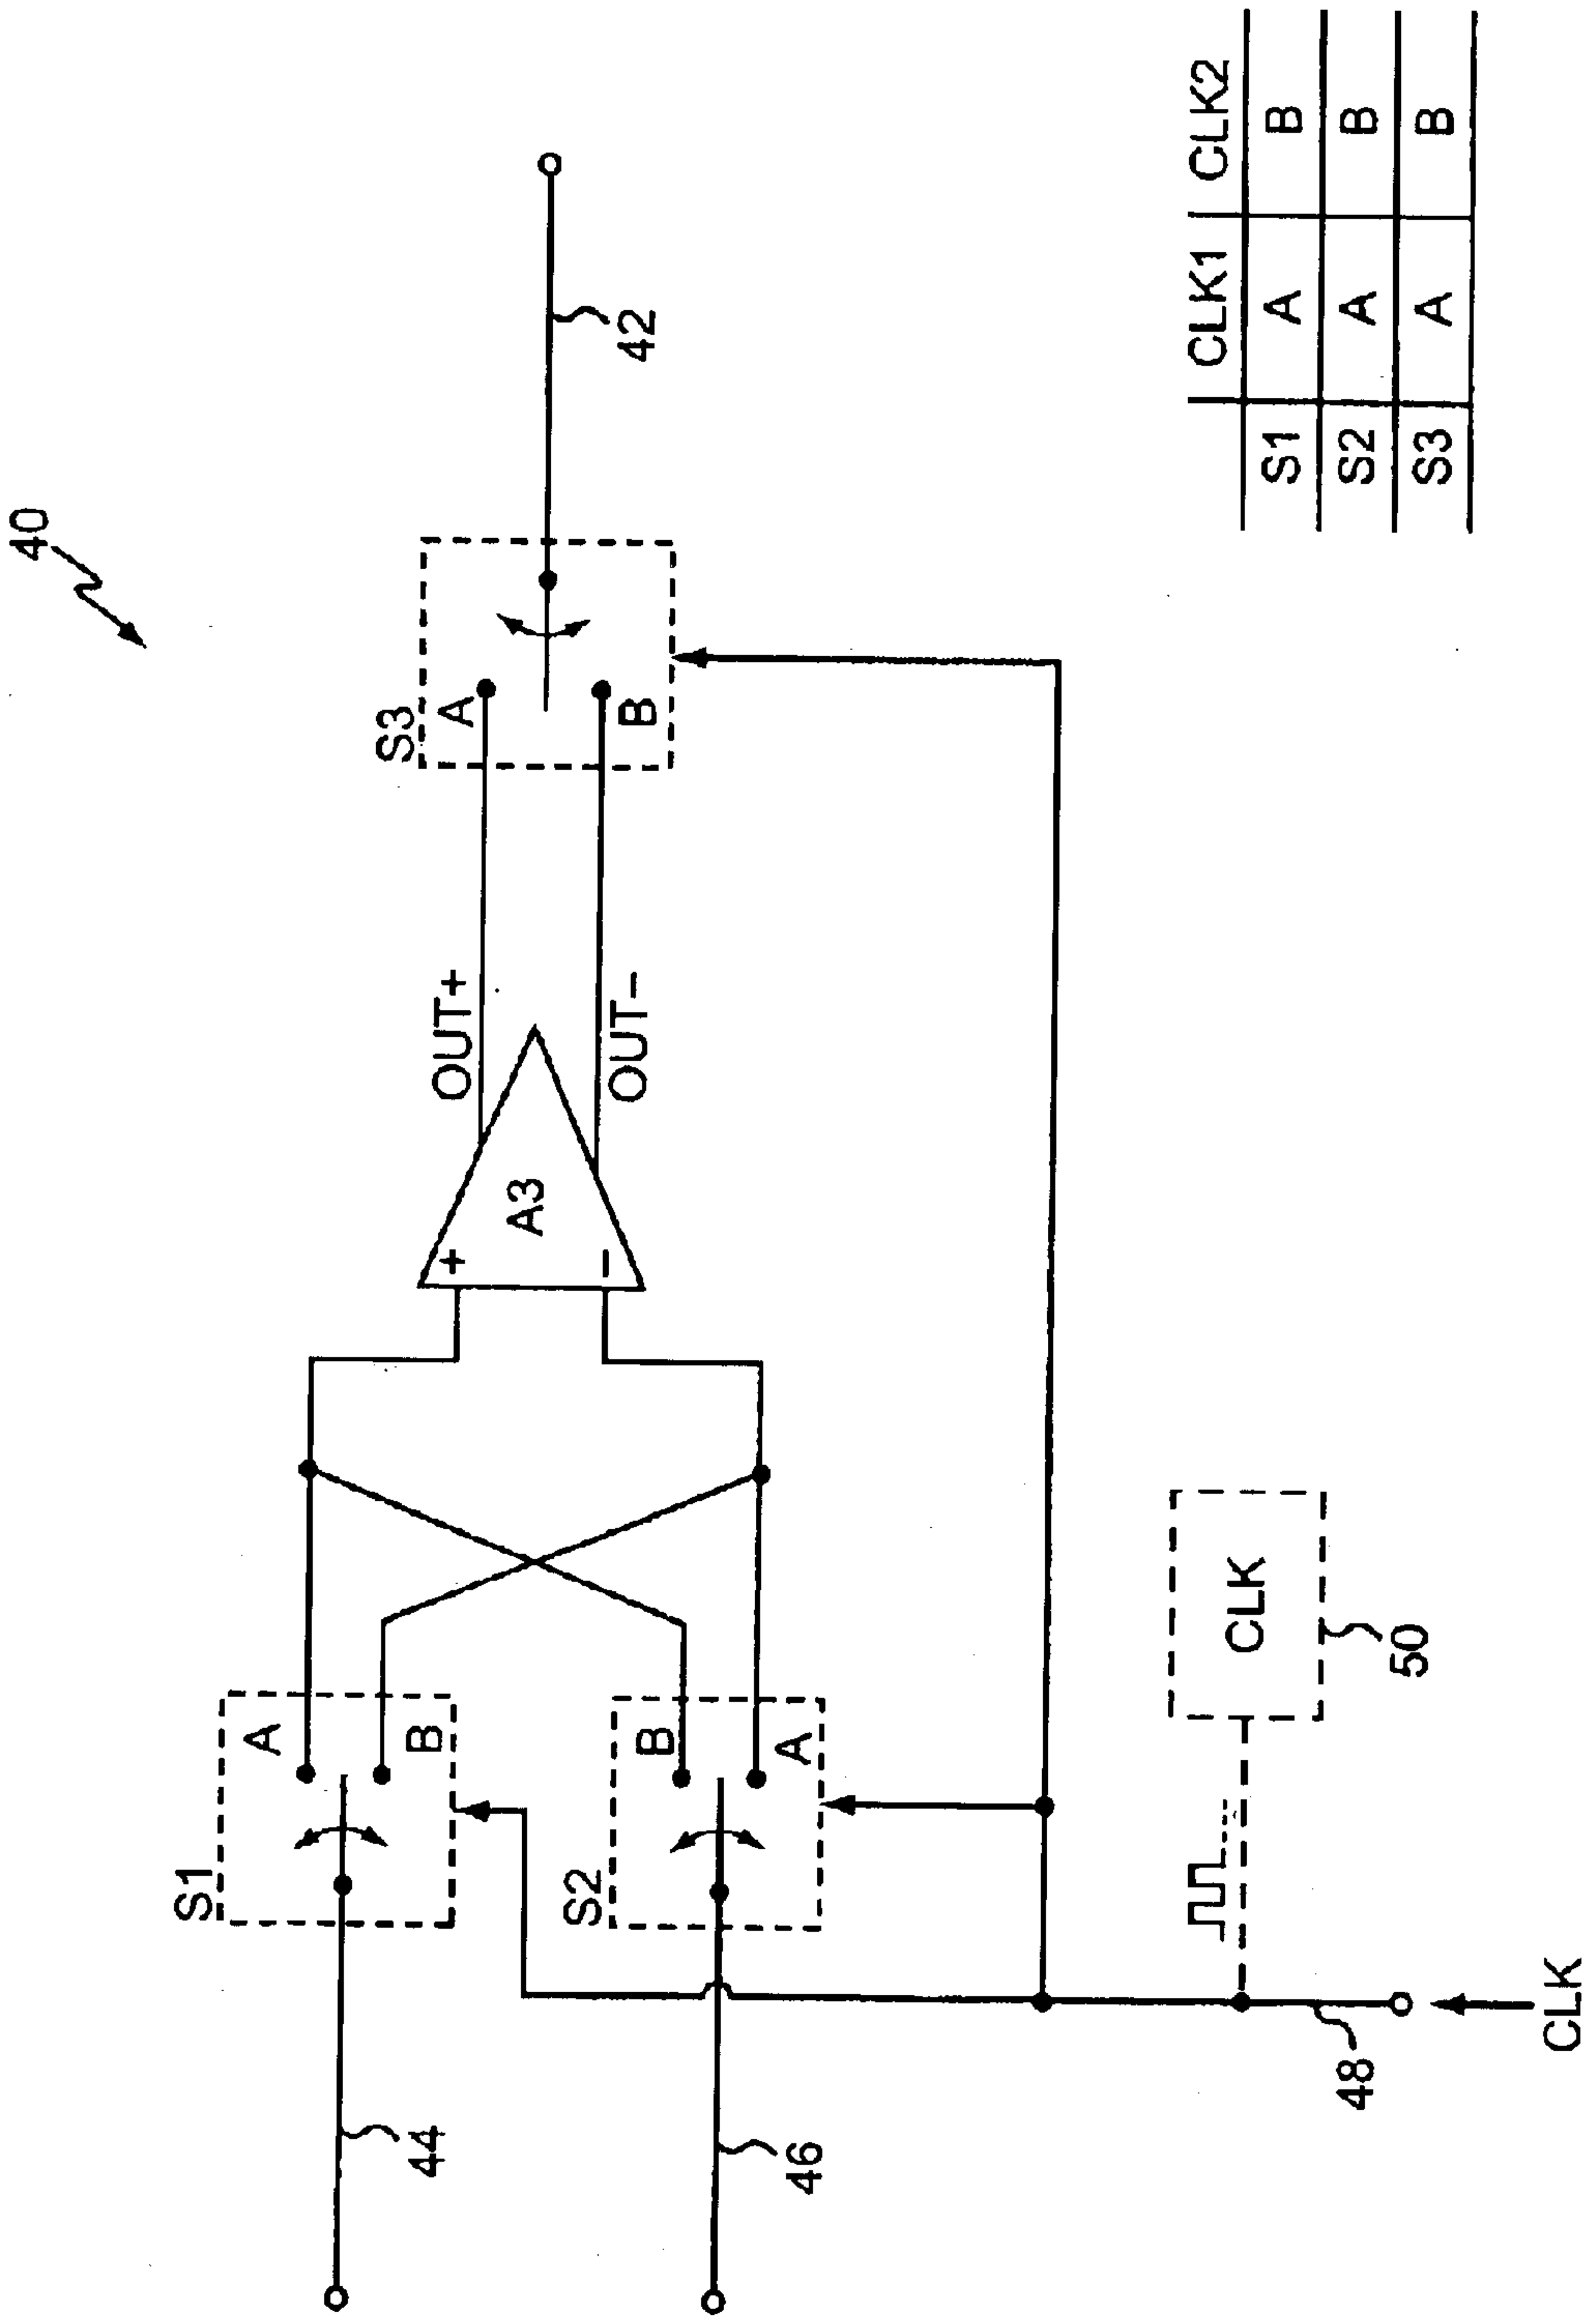 40
S1
A
B
44
S2
B
A
46
+
−
A3
OUT+
OUT−
S3
A
B
42
CLK
50
48
CLK
CLK1 CLK2
S1 A B
S2 A B
S3 A B